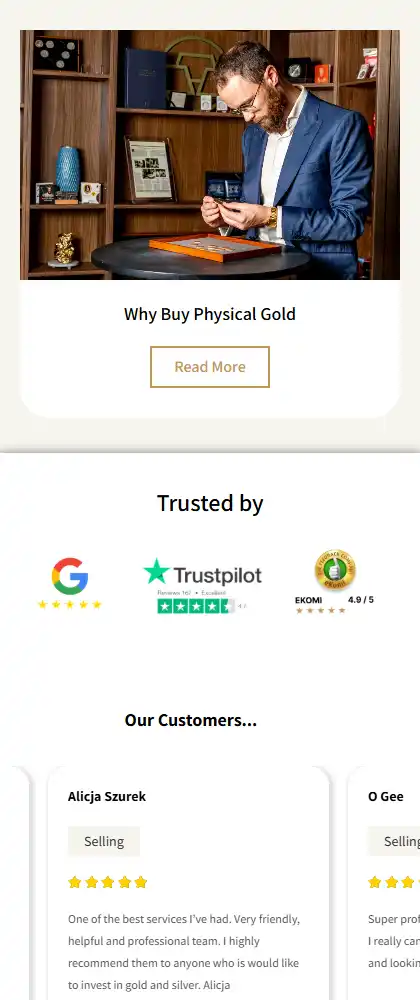 Why Buy Physical Gold
Read More
Trusted by
Trustpilot
Reviews 162 • Excellent
EKOMI 4.9 / 5
Our Customers...
Alicja Szurek
Selling
One of the best services I've had. Very friendly,
helpful and professional team. I highly
recommend them to anyone who is would like
to invest in gold and silver. Alicja
O Gee
Selling
Super prof
I really can
and lookin